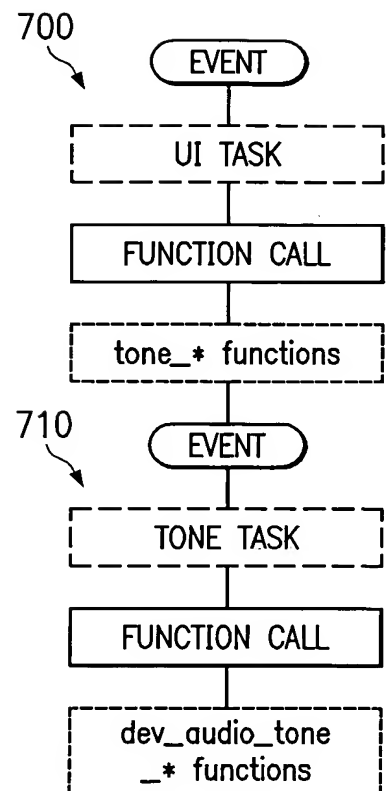 700
EVENT
UI TASK
FUNCTION CALL
tone_* functions
710
EVENT
TONE TASK
FUNCTION CALL
dev_audio_tone
_* functions